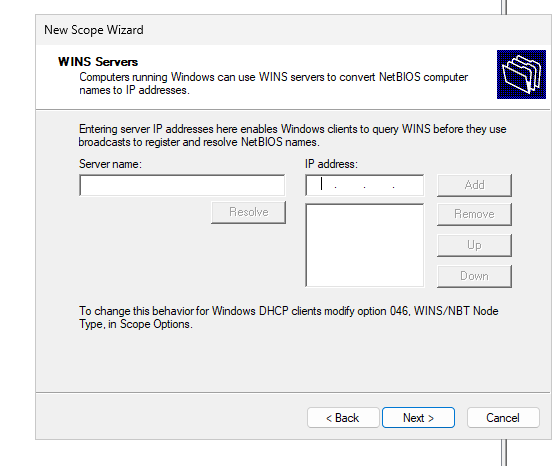 New Scope Wizard
WINS Servers
Computers running Windows can use WINS servers to convert NetBIOS computer
names to IP addresses.
Entering server IP addresses here enables Windows clients to query WINS before they use
broadcasts to register and resolve NetBIOS names.
Server name:
IP address:
. . .
Add
Resolve
Remove
Up
Down
To change this behavior for Windows DHCP clients modify option 046, WINS/NBT Node
Type, in Scope Options.
< Back
Next >
Cancel